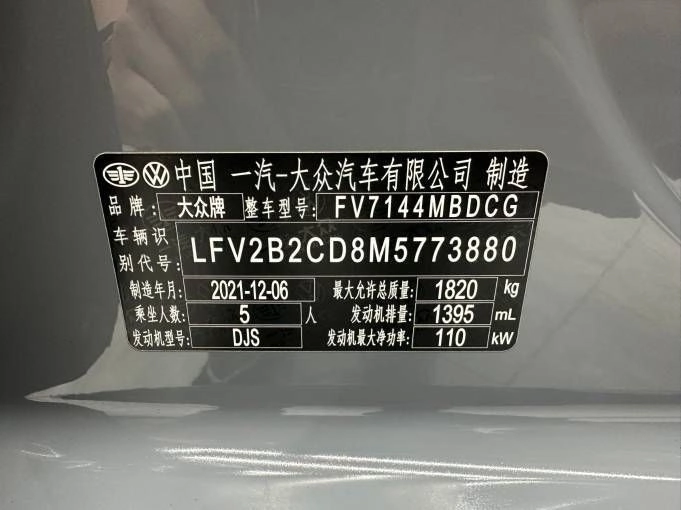 中国 一汽-大众汽车有限公司 制造
品牌: 大众牌 整车型号: FV7144MBDCG
车辆识别代号: LFV2B2CD8M5773880
制造年月: 2021-12-06 最大允许总质量: 1820 kg
乘坐人数: 5 人 发动机排量: 1395 mL
发动机型号: DJS 发动机最大净功率: 110 kW